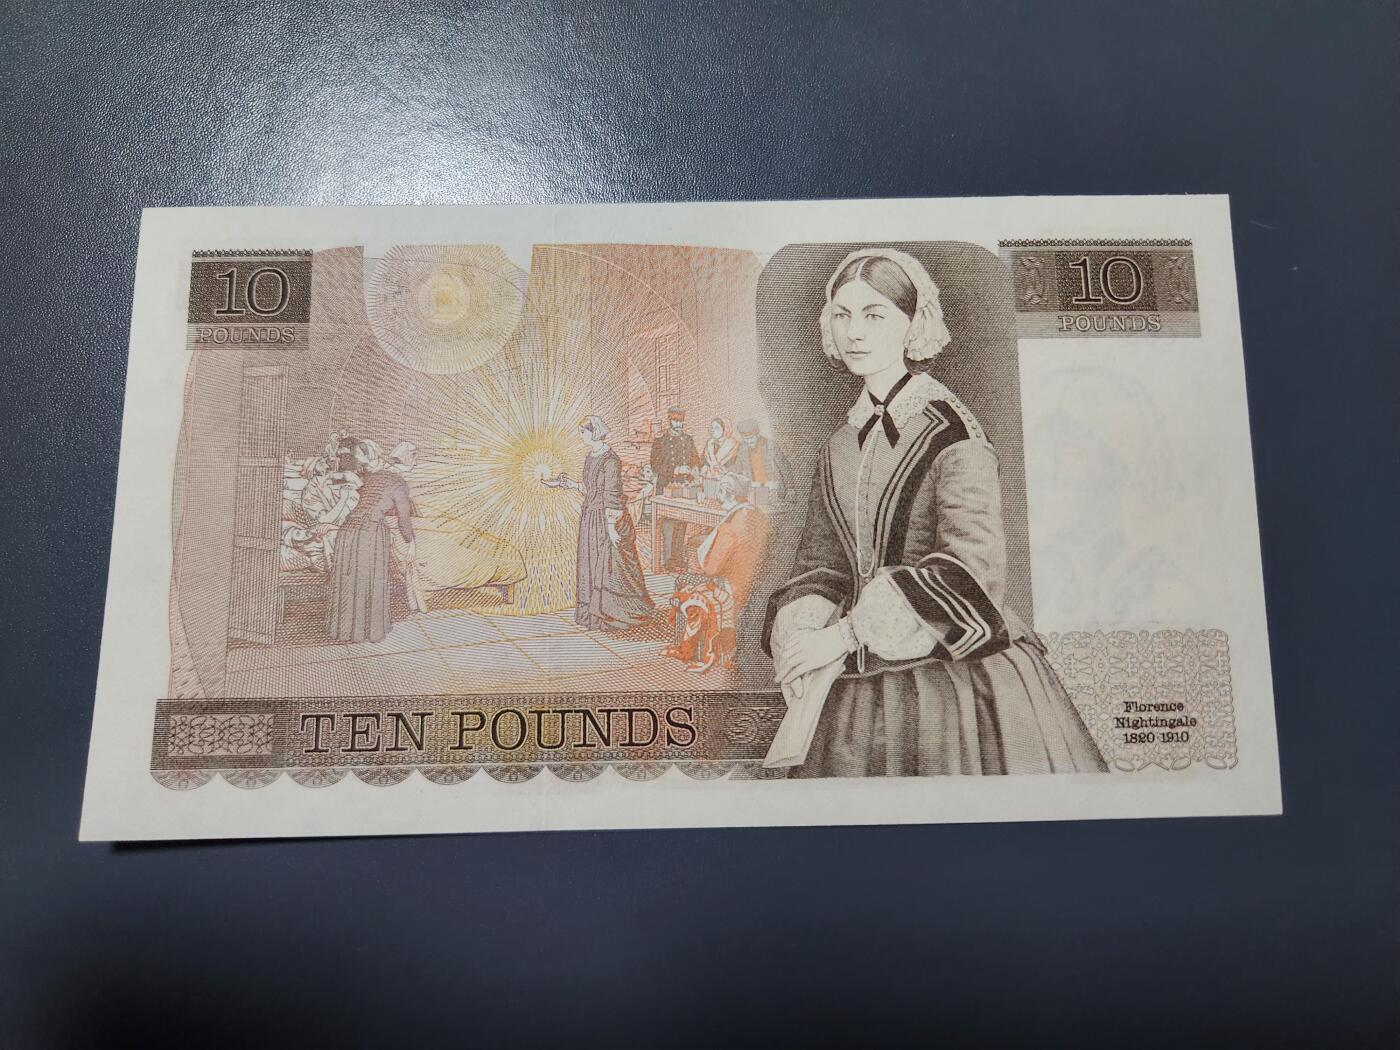 10
POUNDS
10
POUNDS
TEN POUNDS
Florence
Nightingale
1820 1910